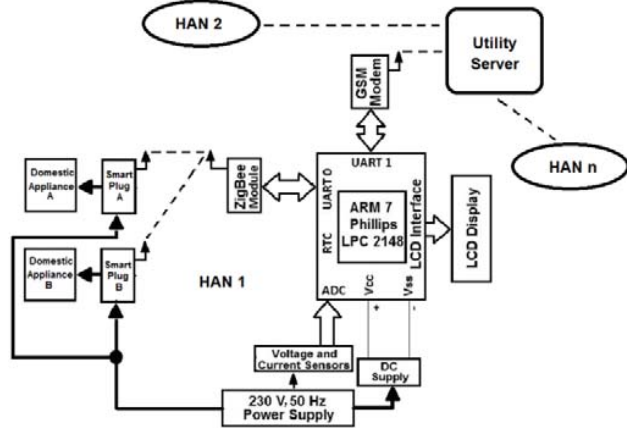 HAN 2
Utility
Server
GSM
Modem
HAN n
UART 1
Domestic
Appliance
A
Smart
Plug
A
ZigBee
Module
UART 0
ARM 7
Phillips
LPC 2148
LCD Interface
LCD Display
RTC
Domestic
Appliance
B
Smart
Plug
B
HAN 1
ADC
Vcc
Vss
+
-
Voltage and
Current Sensors
DC
Supply
230 V, 50 Hz
Power Supply